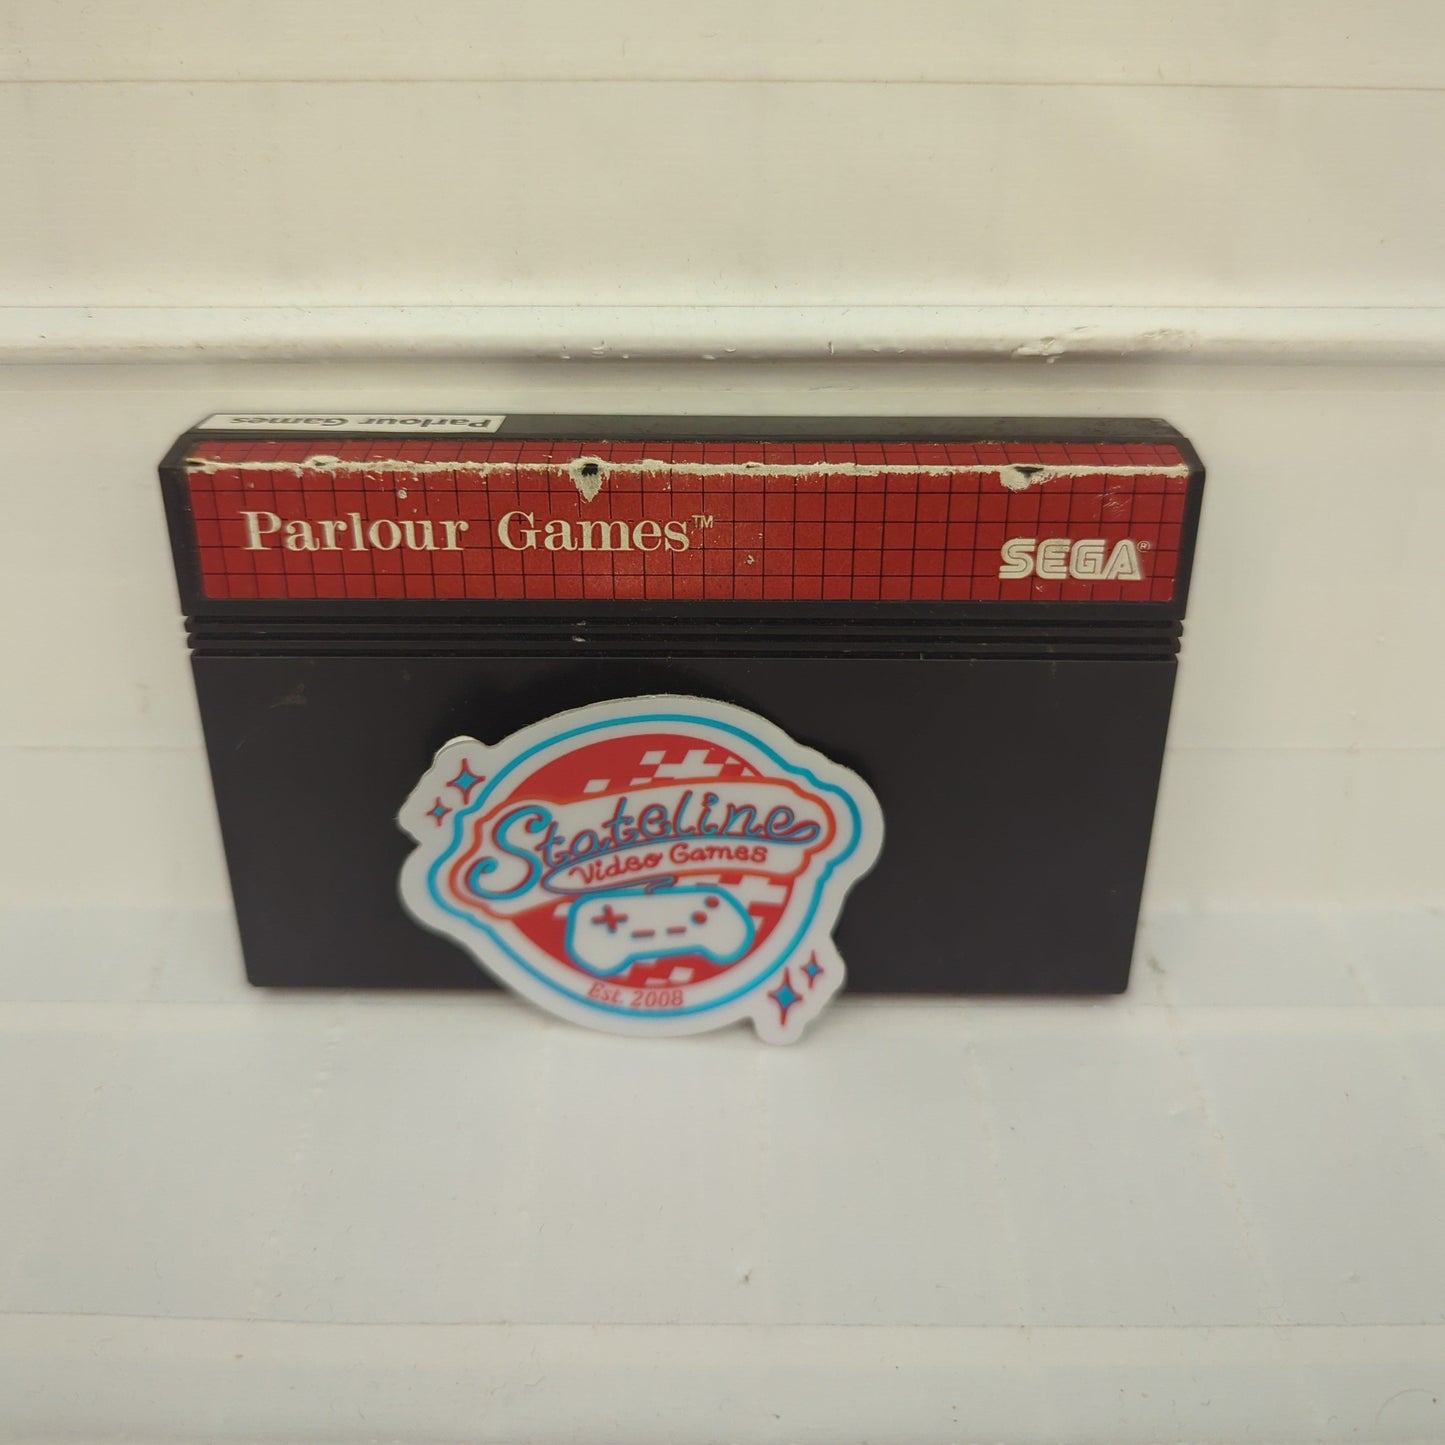 Parlour Games
Parlour Games™
SEGA®
Stateline
Video Games
Est. 2008